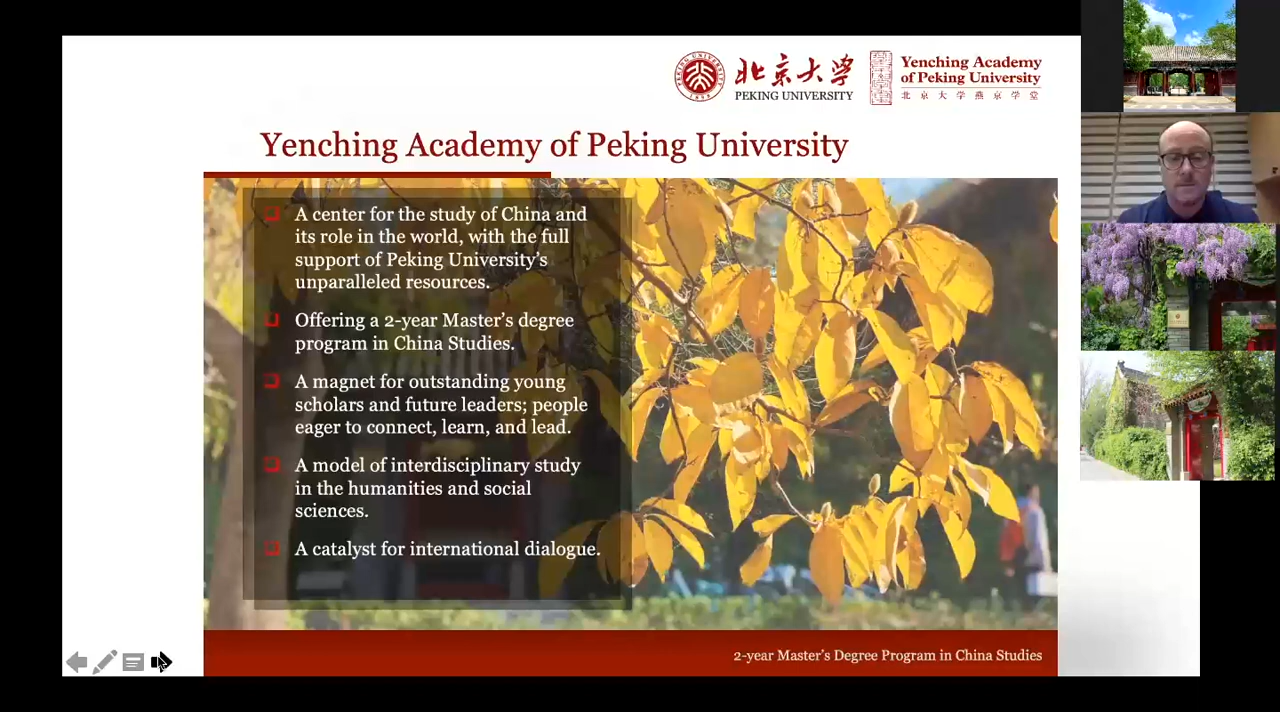 PEKING UNIVERSITY
1898
北京大学
PEKING UNIVERSITY
Yenching Academy
of Peking University
北京大学燕京学堂
Yenching Academy of Peking University
A center for the study of China and
its role in the world, with the full
support of Peking University's
unparalleled resources.
Offering a 2-year Master's degree
program in China Studies.
A magnet for outstanding young
scholars and future leaders; people
eager to connect, learn, and lead.
A model of interdisciplinary study
in the humanities and social
sciences.
A catalyst for international dialogue.
2-year Master's Degree Program in China Studies